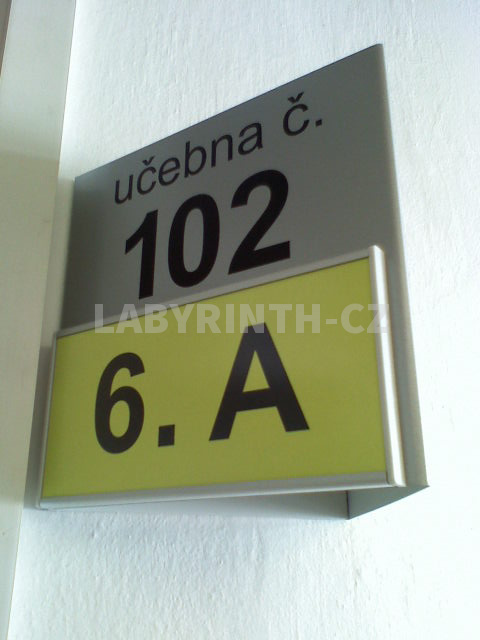 učebna č.
102
LABYRINTH-CZ
6. A